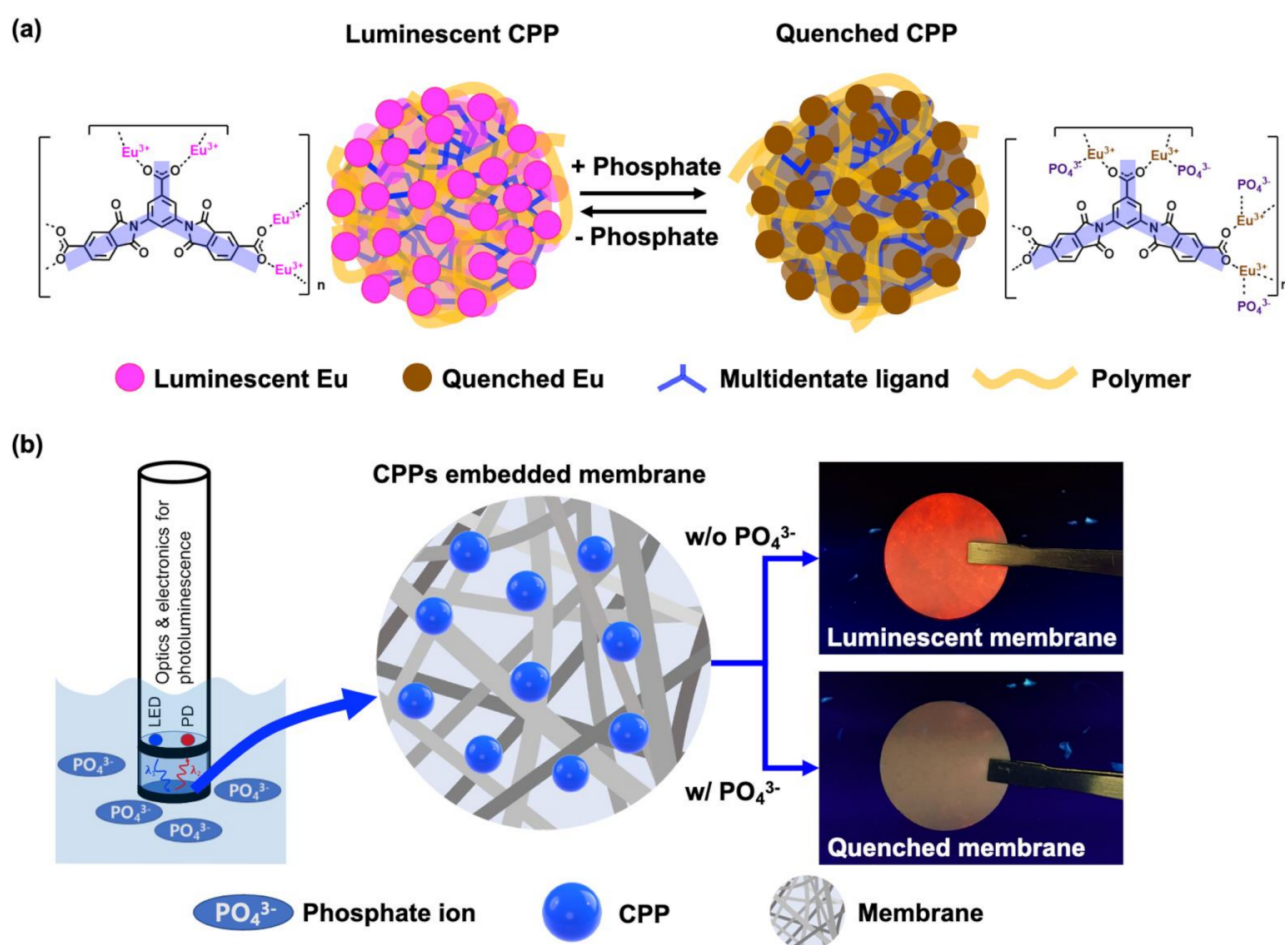 (a)
Luminescent CPP
Quenched CPP
Eu³⁺
Eu³⁺
O
O
O
O
N
N
O
O
O
O
O
O
Eu³⁺
Eu³⁺
n
+ Phosphate
- Phosphate
Eu³⁺
Eu³⁺
PO₄³⁻
PO₄³⁻
O
O
PO₄³⁻
O
O
N
N
Eu³⁺
O
O
O
O
O
O
Eu³⁺
PO₄³⁻
n
Luminescent Eu
Quenched Eu
Multidentate ligand
Polymer
(b)
Optics & electronics for
photoluminescence
LED
PD
λ₁
λ₂
PO₄³⁻
PO₄³⁻
PO₄³⁻
PO₄³⁻
CPPs embedded membrane
w/o PO₄³⁻
w/ PO₄³⁻
Luminescent membrane
Quenched membrane
PO₄³⁻
Phosphate ion
CPP
Membrane